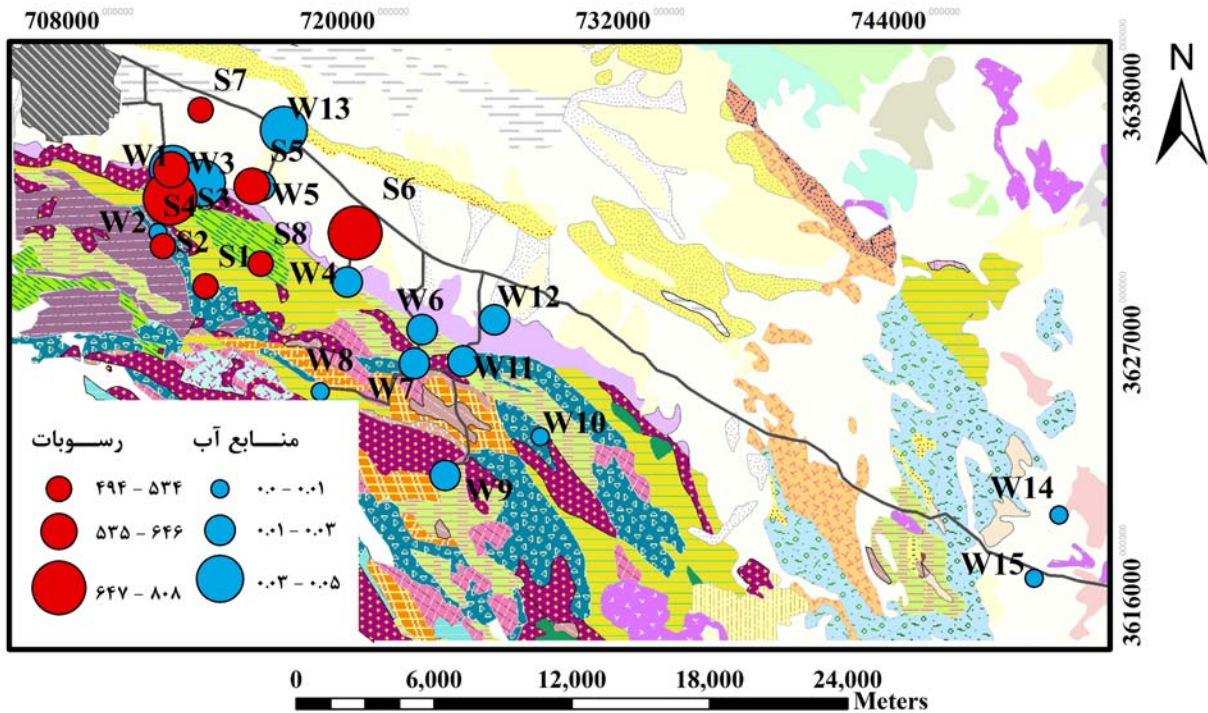 708000 720000 732000 744000
N
3638000
3627000
3616000
S7
W13
W1 W3 S5
W5
S6
S4 S3
W2
S2 S1 S8
W4
W6 W12
W8 W7 W11
W10
W9
W14
W15
رســـوبات منـــابع آب
۴۹۴ - ۵۳۴ ۰.۰ - ۰.۰۱
۵۳۵ - ۶۴۶ ۰.۰۱ - ۰.۰۳
۶۴۷ - ۸۰۸ ۰.۰۳ - ۰.۰۵
0 6,000 12,000 18,000 24,000
Meters